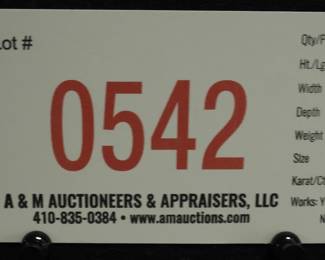 Lot #
0542
A & M AUCTIONEERS & APPRAISERS, LLC
410-835-0384 • www.amauctions.com
Qty/P
Ht./Lg
Width
Depth
Weight
Size
Karat/Ct
Works: Y
N